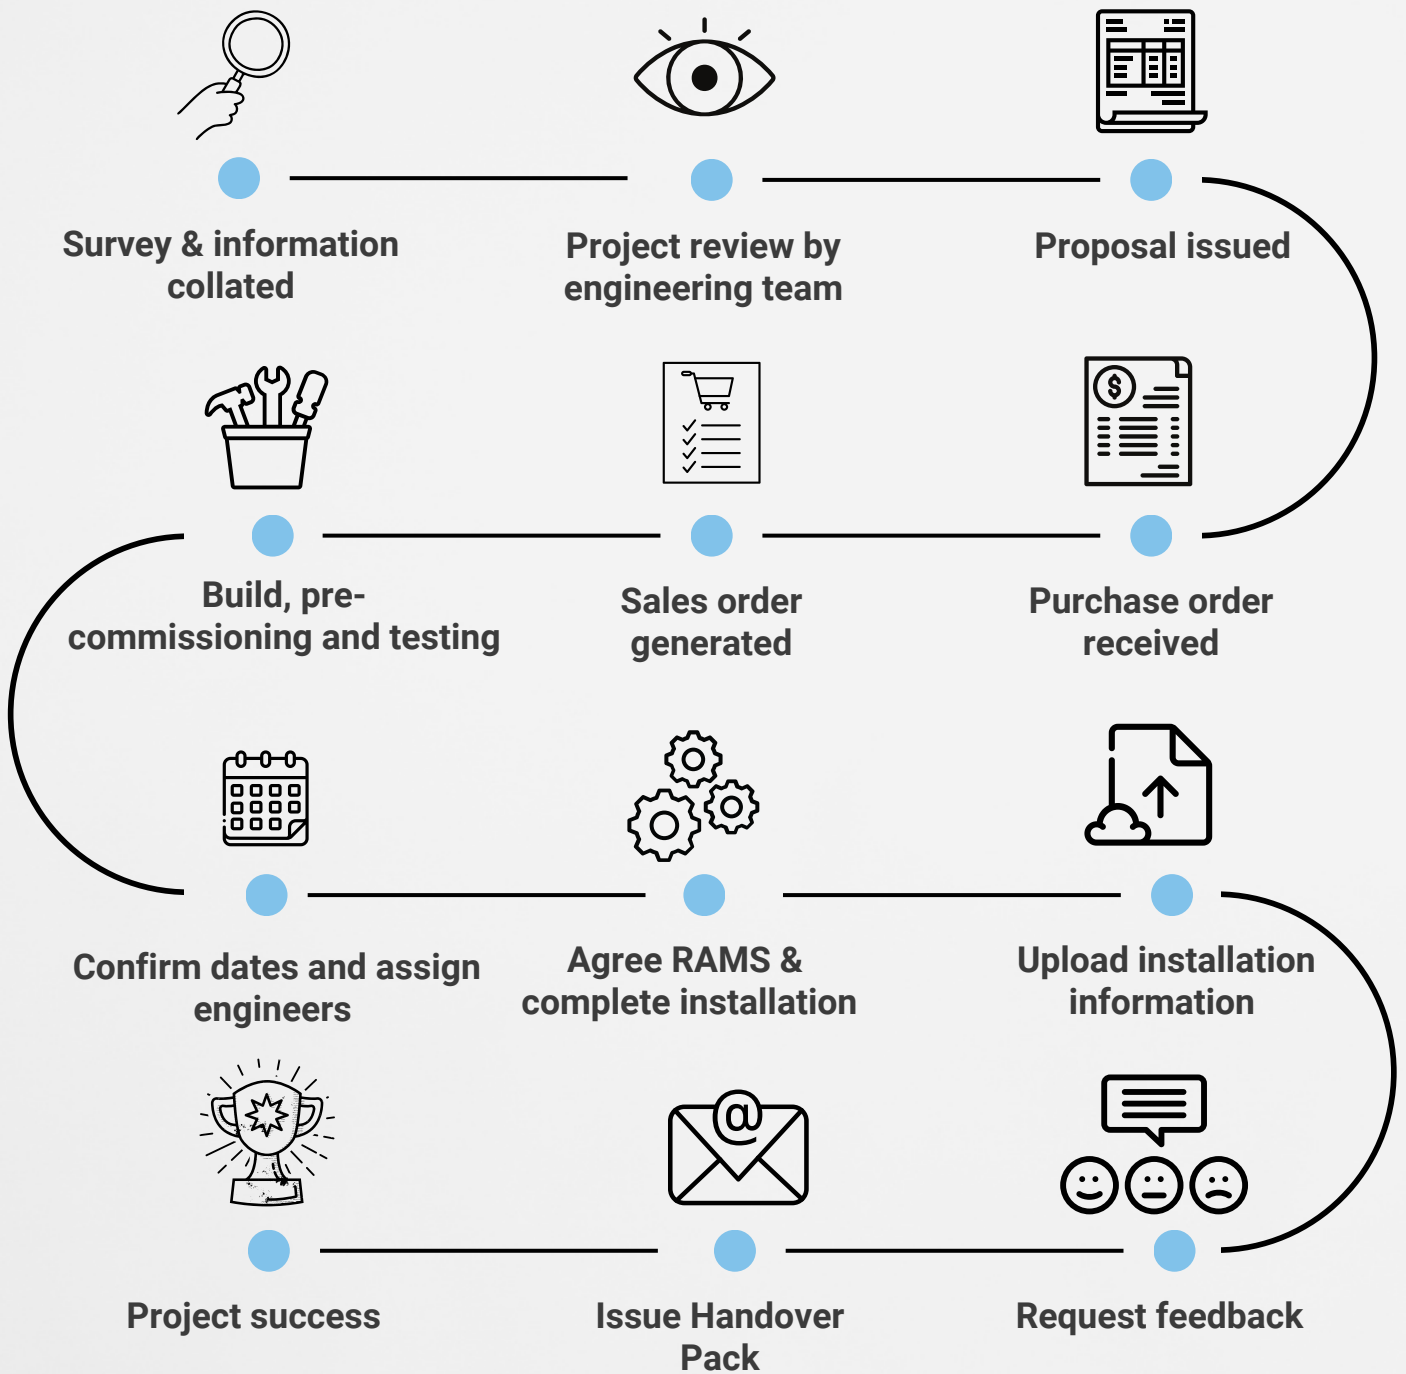 Survey & information
collated
Project review by
engineering team
Proposal issued
$
Build, pre-
commissioning and testing
Sales order
generated
Purchase order
received
Confirm dates and assign
engineers
Agree RAMS &
complete installation
Upload installation
information
@
Project success
Issue Handover
Pack
Request feedback